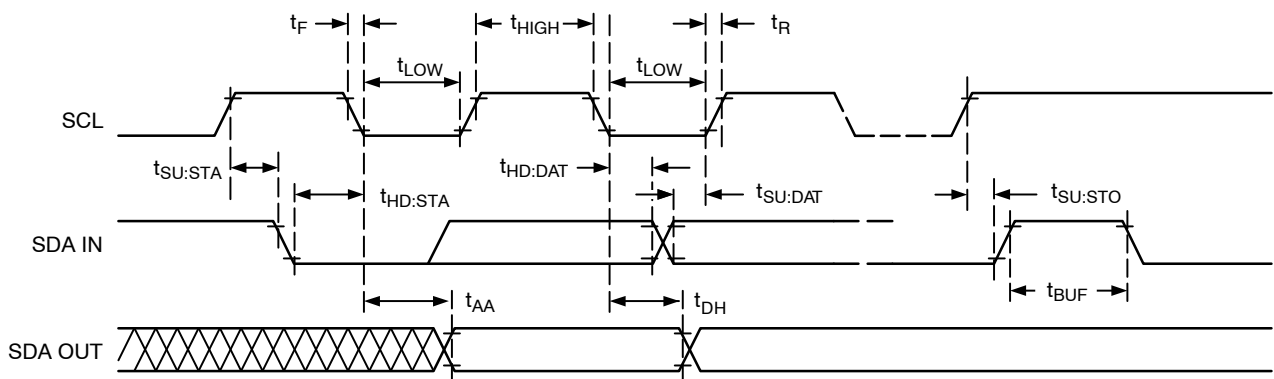 tF
tHIGH
tR
tLOW
tLOW
SCL
tSU:STA
tHD:STA
tHD:DAT
tSU:DAT
tSU:STO
SDA IN
tAA
tDH
tBUF
SDA OUT